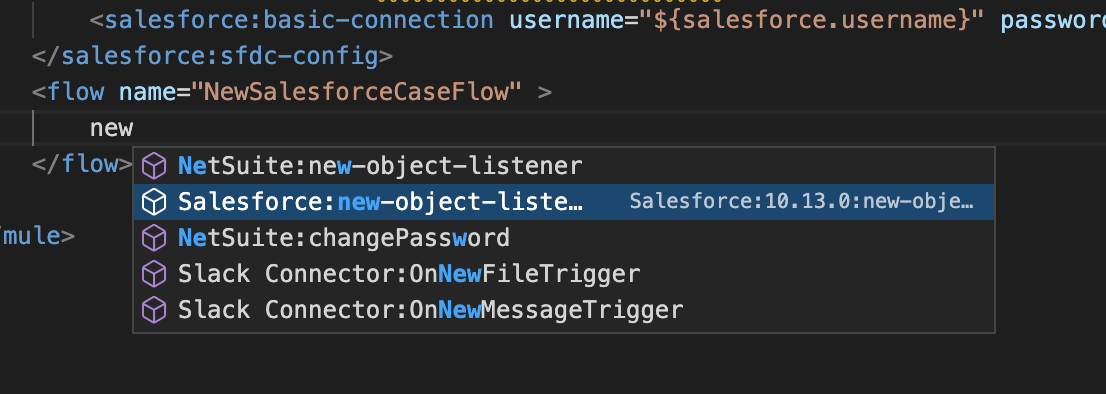 <salesforce:basic-connection username="${salesforce.username}" password
</salesforce:sfdc-config>
<flow name="NewSalesforceCaseFlow" >
new
NetSuite:new-object-listener
</flow>
Salesforce:new-object-liste… Salesforce:10.13.0:new-obje…
NetSuite:changePassword
/mule>
Slack Connector:OnNewFileTrigger
Slack Connector:OnNewMessageTrigger